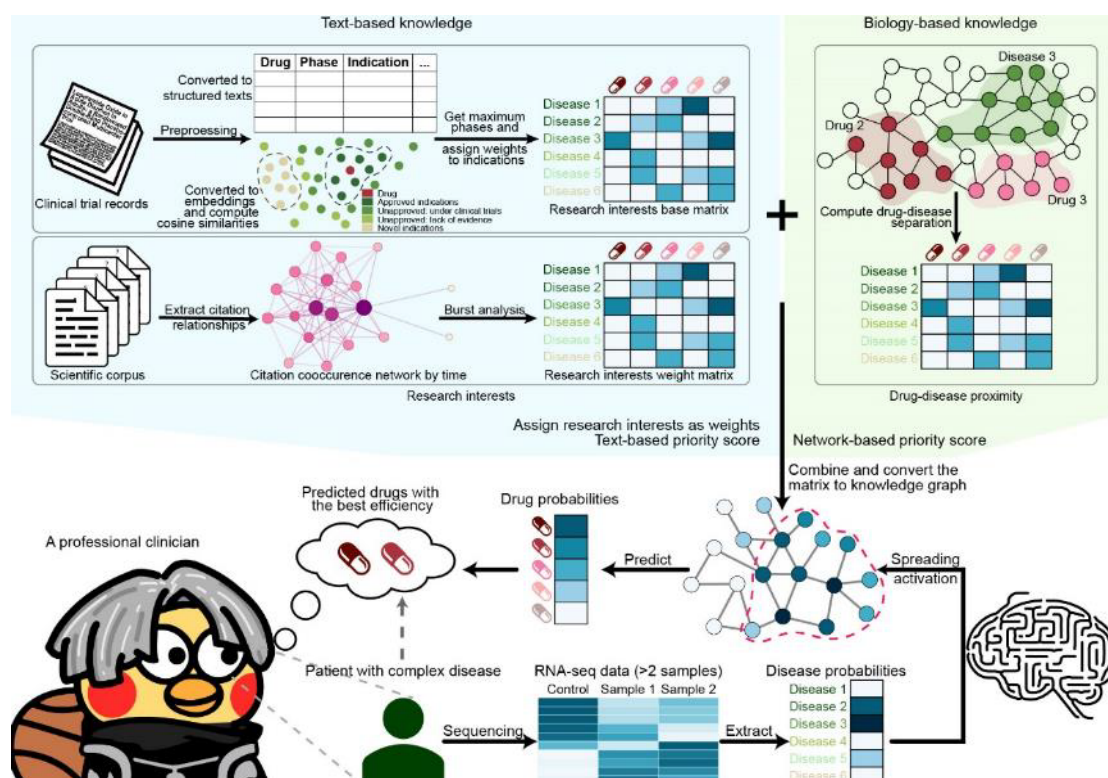 Text-based knowledge
Biology-based knowledge
Drug Phase Indication ...
Converted to
structured texts
Preproessing
Clinical trial records
Converted to
embeddings
and compute
cosine similarities
Drug
Approved indications
Unapproved: under clinical trials
Unapproved: lack of evidence
Novel indications
Get maximum
phases and
assign weights
to indications
Disease 1
Disease 2
Disease 3
Disease 4
Disease 5
Disease 6
Research interests base matrix
Scientific corpus
Extract citation
relationships
Citation cooccurence network by time
Burst analysis
Disease 1
Disease 2
Disease 3
Disease 4
Disease 5
Disease 6
Research interests weight matrix
Research interests
+
Disease 3
Drug 2
Drug 3
Compute drug-disease
separation
Disease 1
Disease 2
Disease 3
Disease 4
Disease 5
Disease 6
Drug-disease proximity
Assign research interests as weights
Text-based priority score
Network-based priority score
Combine and convert the
matrix to knowledge graph
Predicted drugs with
the best efficiency
Drug probabilities
Predict
Spreading
activation
A professional clinician
Patient with complex disease
Sequencing
RNA-seq data (>2 samples)
Control Sample 1 Sample 2
Extract
Disease probabilities
Disease 1
Disease 2
Disease 3
Disease 4
Disease 5
Disease 6